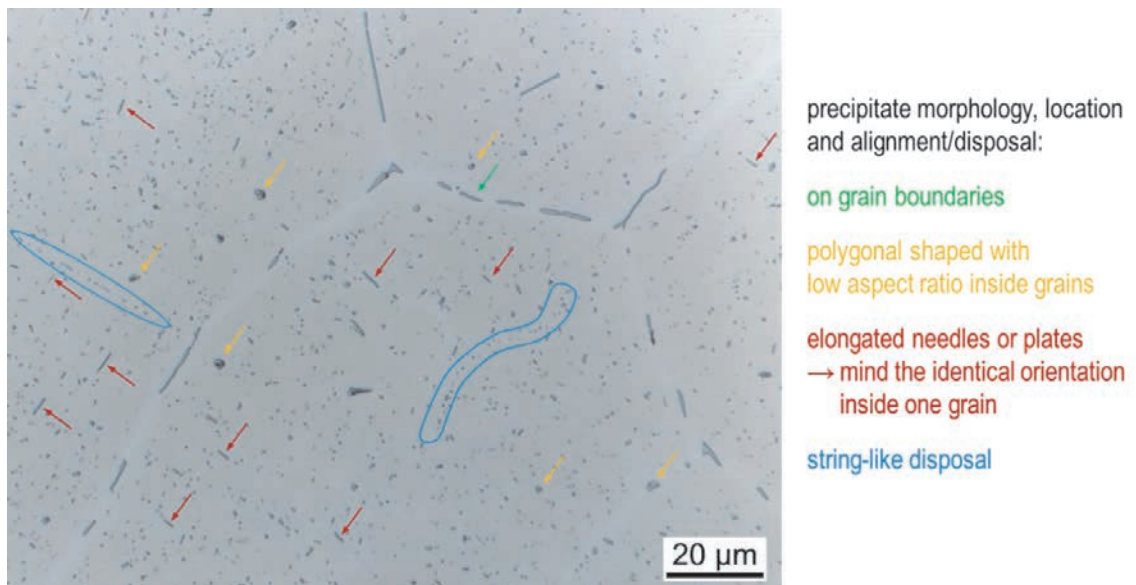 precipitate morphology, location
and alignment/disposal:
on grain boundaries
polygonal shaped with
low aspect ratio inside grains
elongated needles or plates
→ mind the identical orientation
inside one grain
string-like disposal
20 µm